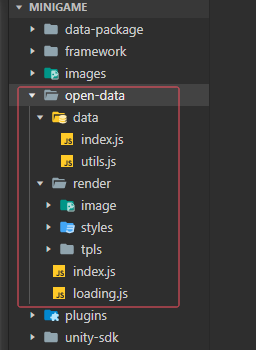 MINIGAME
data-package
framework
images
open-data
data
JS index.js
JS utils.js
render
image
styles
tpls
JS index.js
JS loading.js
plugins
unity-sdk